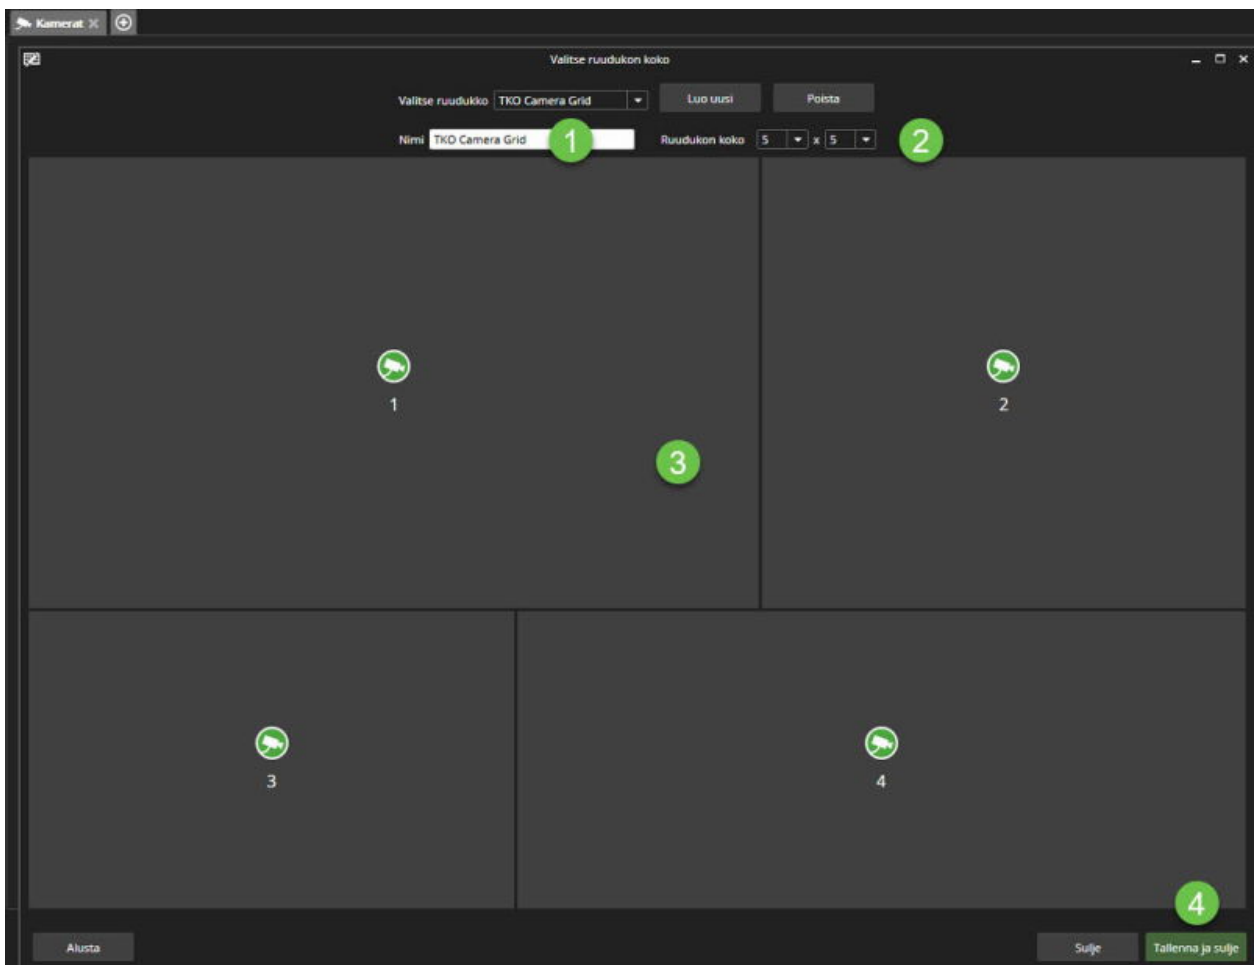 Kamerat
Valitse ruudukon koko
Valitse ruudukko TKO Camera Grid Luo uusi Poista
Nimi TKO Camera Grid 1 Ruudukon koko 5 x 5 2
1
2
3
3
4
4
Alusta Sulje Tallenna ja sulje